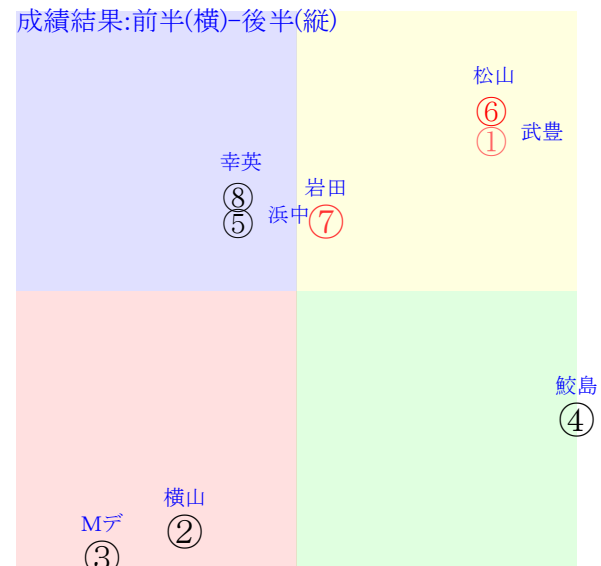 成績結果:前半(横)-後半(縦)
松山
⑥
①
武豊
幸英
⑧
⑤
浜中
岩田
⑦
鮫島
④
横山
②
Mデ
③